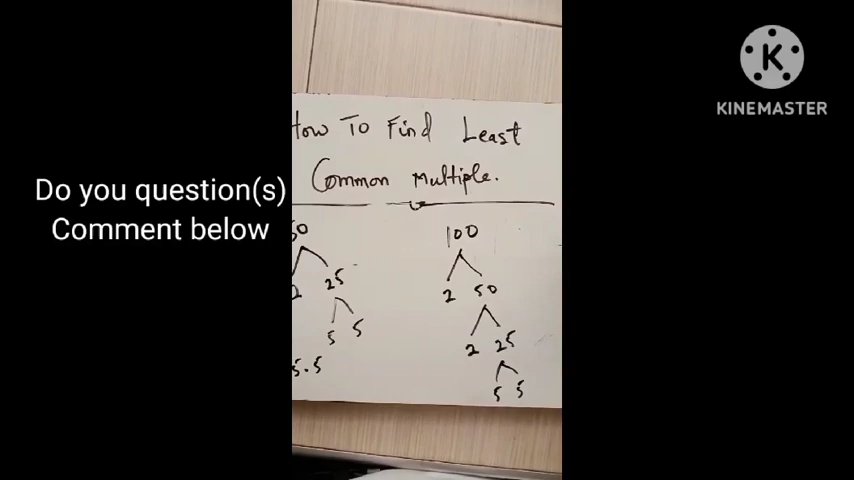 KINEMASTER
How To Find Least
Common Multiple.
Do you question(s)
Comment below
50 100
2 25 2 50
5 5 2 25
5.5 5 5